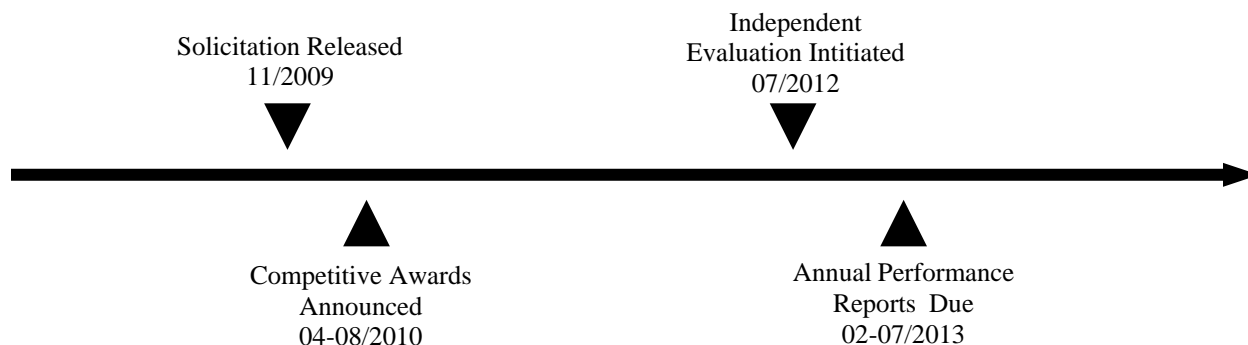 Solicitation Released
11/2009
Independent
Evaluation Intitiated
07/2012
Competitive Awards
Announced
04-08/2010
Annual Performance
Reports Due
02-07/2013